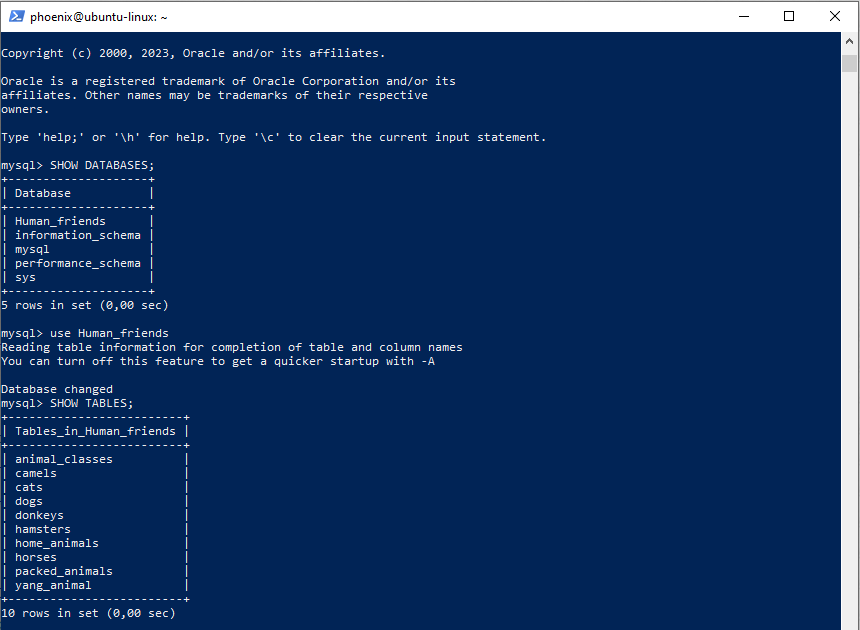 phoenix@ubuntu-linux: ~
Copyright (c) 2000, 2023, Oracle and/or its affiliates.
Oracle is a registered trademark of Oracle Corporation and/or its
affiliates. Other names may be trademarks of their respective
owners.
Type 'help;' or '\h' for help. Type '\c' to clear the current input statement.
mysql> SHOW DATABASES;
+--------------------+
| Database           |
+--------------------+
| Human_friends      |
| information_schema |
| mysql              |
| performance_schema |
| sys                |
+--------------------+
5 rows in set (0,00 sec)
mysql> use Human_friends
Reading table information for completion of table and column names
You can turn off this feature to get a quicker startup with -A
Database changed
mysql> SHOW TABLES;
+-------------------------+
| Tables_in_Human_friends |
+-------------------------+
| animal_classes          |
| camels                  |
| cats                    |
| dogs                    |
| donkeys                 |
| hamsters                |
| home_animals            |
| horses                  |
| packed_animals          |
| yang_animal             |
+-------------------------+
10 rows in set (0,00 sec)